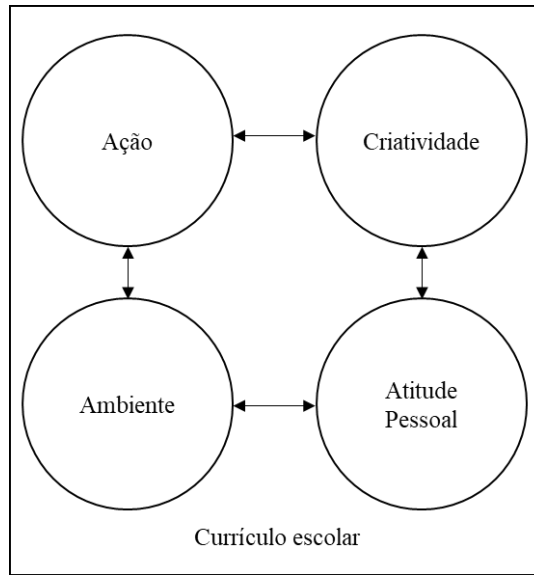 Ação
Criatividade
Ambiente
Atitude
Pessoal
Currículo escolar